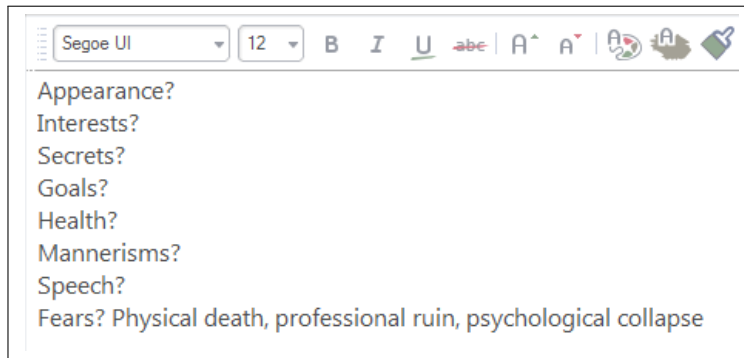 Segoe UI 12 B I U abc A A A A
Appearance?
Interests?
Secrets?
Goals?
Health?
Mannerisms?
Speech?
Fears? Physical death, professional ruin, psychological collapse